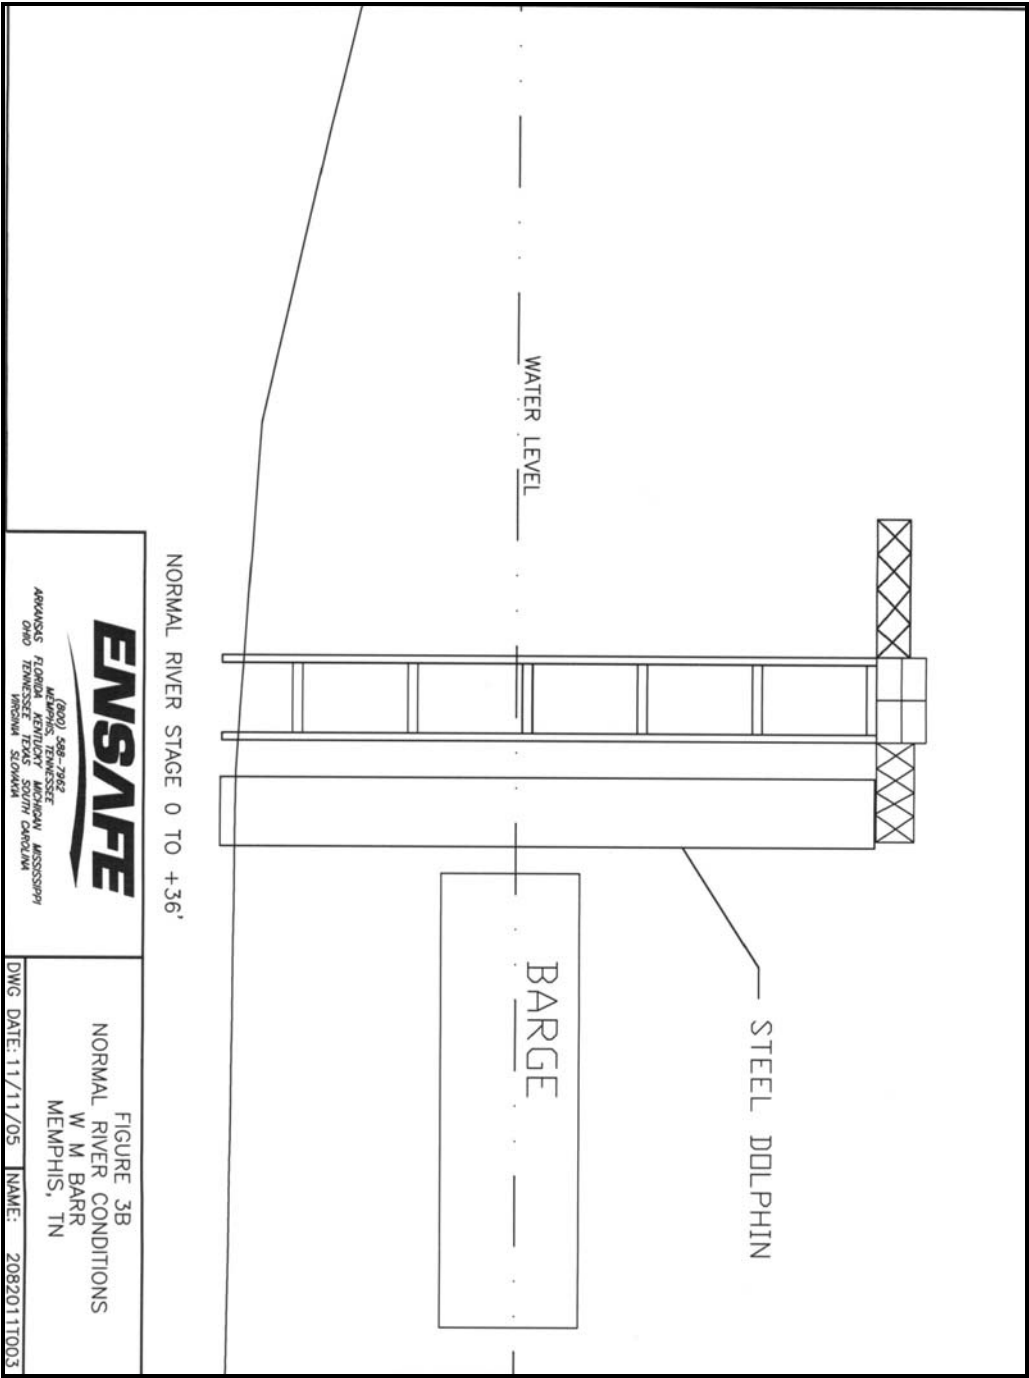 WATER LEVEL
STEEL DOLPHIN
BARGE
NORMAL RIVER STAGE 0 TO +36'
ENSAFE
(800) 588-7962
MEMPHIS, TENNESSEE
ARKANSAS FLORIDA KENTUCKY MICHIGAN MISSISSIPPI
OHIO TENNESSEE TEXAS SOUTH CAROLINA
VIRGINIA SLOVAKIA
FIGURE 3B
NORMAL RIVER CONDITIONS
W M BARR
MEMPHIS, TN
DWG DATE: 11/11/05 NAME: 2082011T003